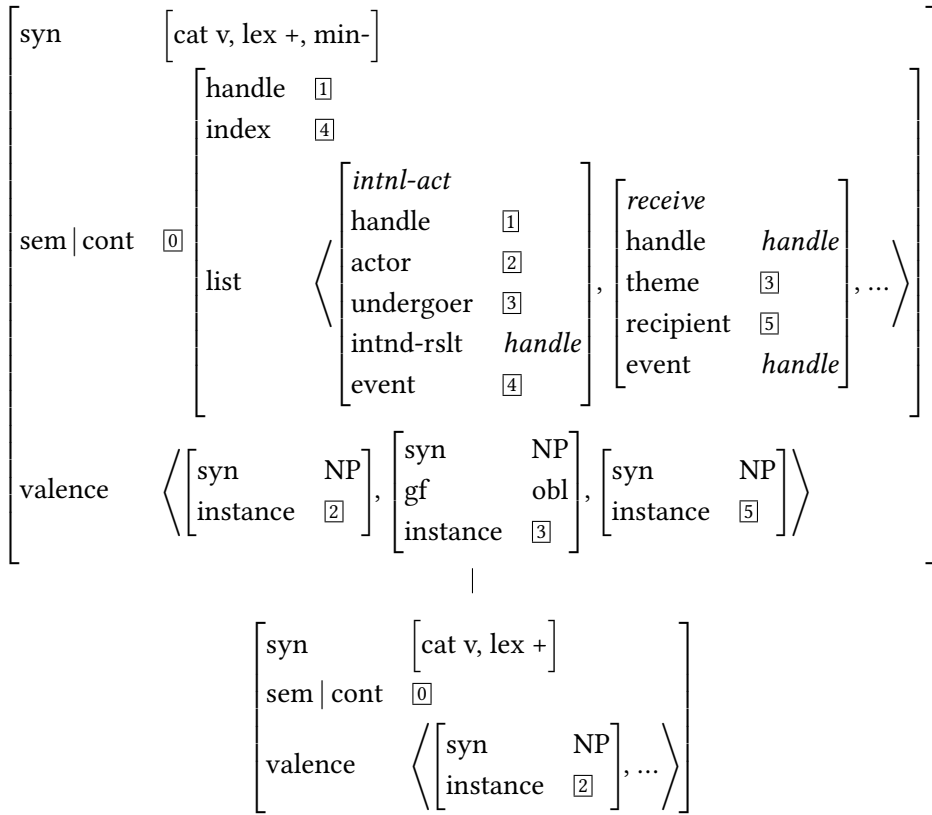 syn [cat v, lex +, min-]
handle 1
index 4
intnl-act
handle 1
actor 2
undergoer 3
intnd-rslt handle
event 4
receive
handle handle
theme 3
recipient 5
event handle
sem | cont 0
list ⟨ , , ... ⟩
valence ⟨ [syn NP
instance 2], [syn NP
gf obl
instance 3], [syn NP
instance 5] ⟩
syn [cat v, lex +]
sem | cont 0
valence ⟨ [syn NP
instance 2], ... ⟩